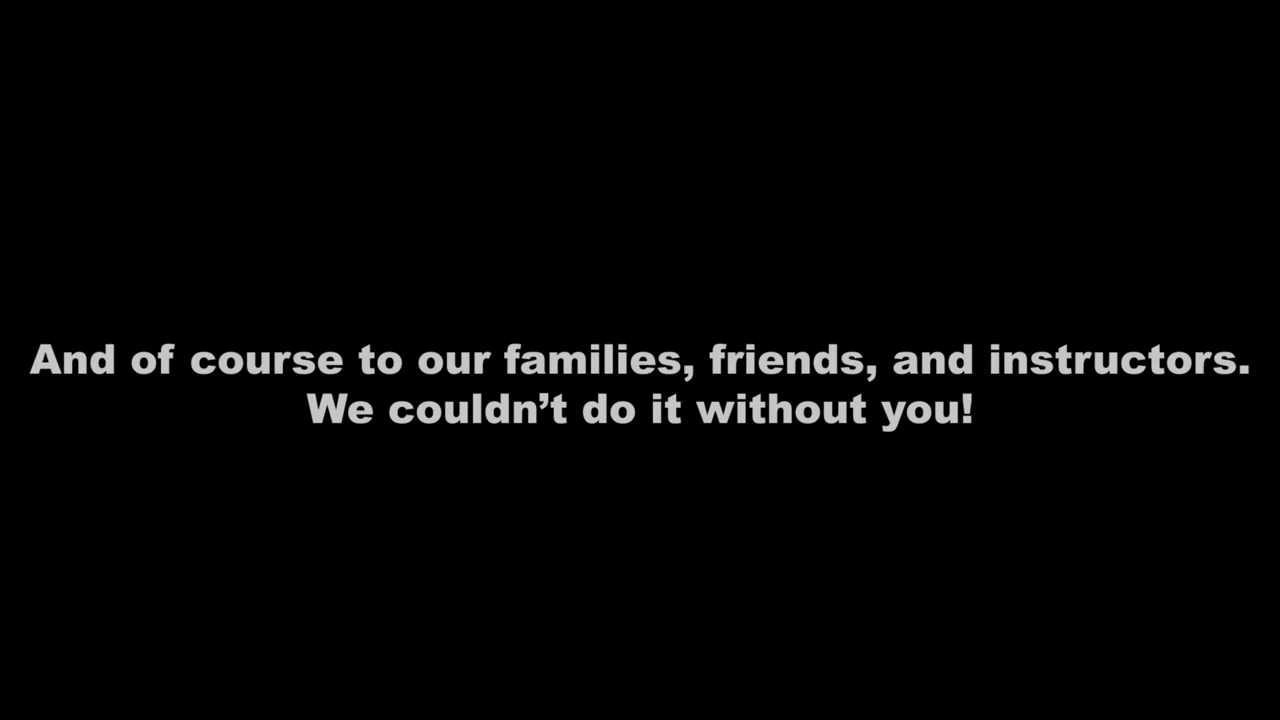 And of course to our families, friends, and instructors.
We couldn’t do it without you!